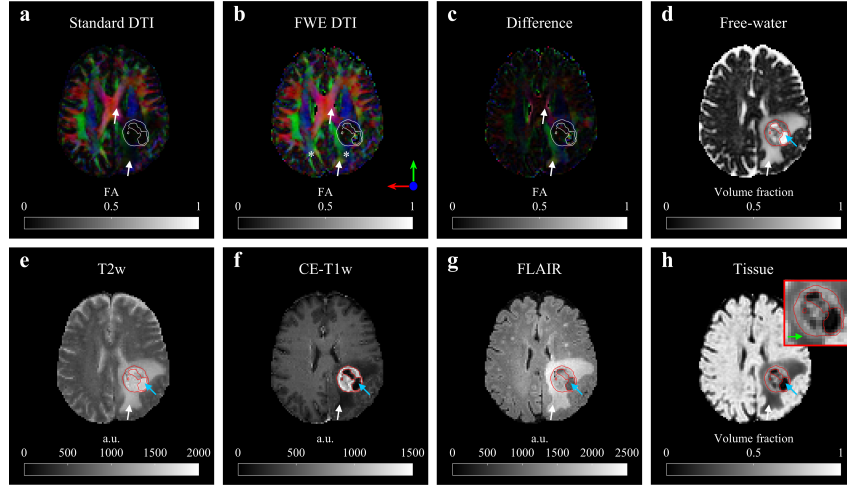 a Standard DTI
b FWE DTI
c Difference
d Free-water
* *
FA
0 0.5 1
FA
0 0.5 1
FA
0 0.5 1
Volume fraction
0 0.5 1
e T2w
f CE-T1w
g FLAIR
h Tissue
a.u.
0 500 1000 1500 2000
a.u.
0 500 1000 1500
a.u.
0 500 1000 1500 2000 2500
Volume fraction
0 0.5 1